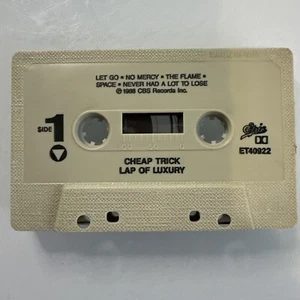 LET GO • NO MERCY • THE FLAME •
SPACE • NEVER HAD A LOT TO LOSE
℗1988 CBS Records Inc.
SIDE 1
Epic
ET40922
CHEAP TRICK
LAP OF LUXURY